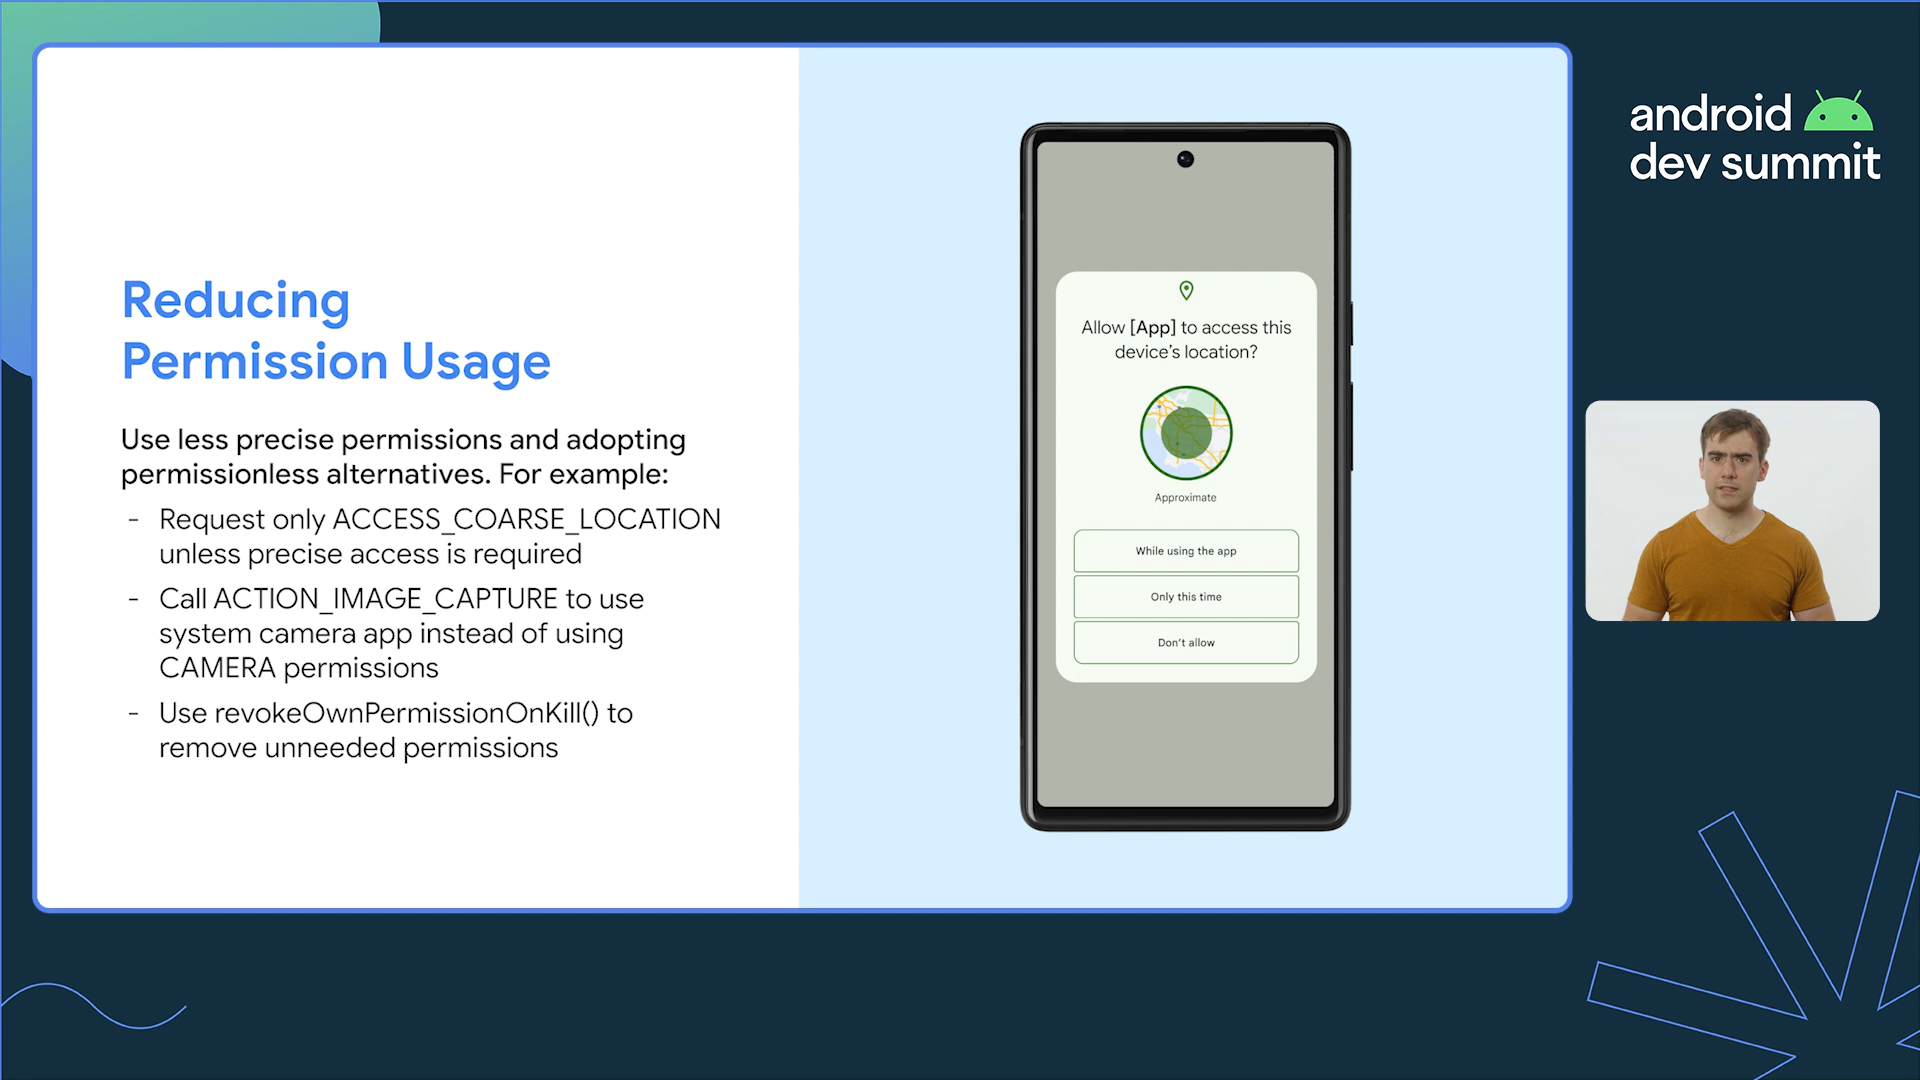 Reducing
Permission Usage
Use less precise permissions and adopting
permissionless alternatives. For example:
- Request only ACCESS_COARSE_LOCATION
unless precise access is required
- Call ACTION_IMAGE_CAPTURE to use
system camera app instead of using
CAMERA permissions
- Use revokeOwnPermissionOnKill() to
remove unneeded permissions
Allow [App] to access this
device's location?
Approximate
While using the app
Only this time
Don't allow
android
dev summit